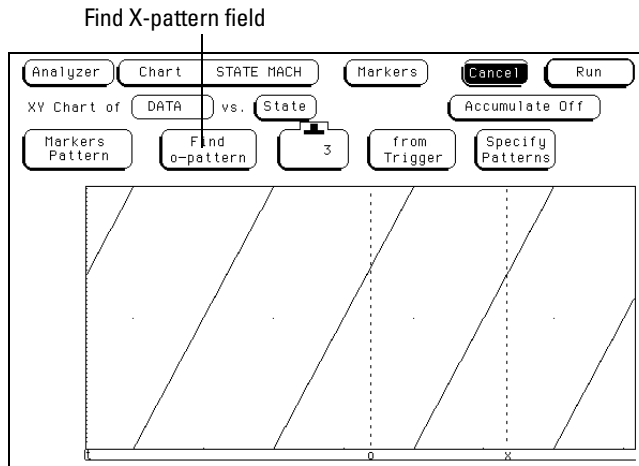 Find X-pattern field
Analyzer Chart STATE MACH Markers Cancel Run
XY Chart of DATA vs. State Accumulate Off
Markers Pattern Find o-pattern 3 from Trigger Specify Patterns
t o x